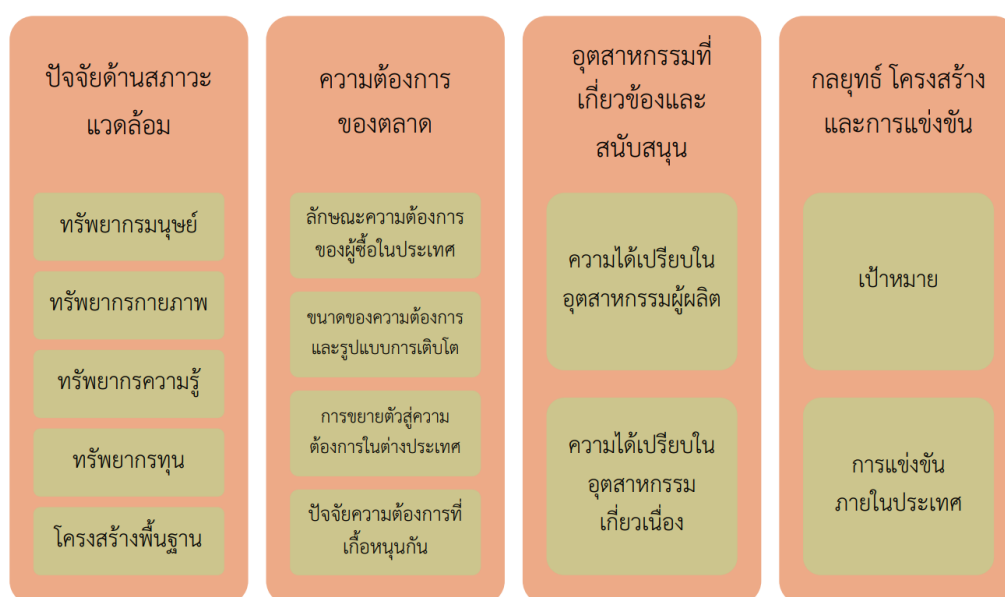 ปัจจัยด้านสภาวะ
แวดล้อม
ทรัพยากรมนุษย์
ทรัพยากรกายภาพ
ทรัพยากรความรู้
ทรัพยากรทุน
โครงสร้างพื้นฐาน
ความต้องการ
ของตลาด
ลักษณะความต้องการ
ของผู้ซื้อในประเทศ
ขนาดของความต้องการ
และรูปแบบการเติบโต
การขยายตัวสู่ความ
ต้องการในต่างประเทศ
ปัจจัยความต้องการที่
เกื้อหนุนกัน
อุตสาหกรรมที่
เกี่ยวข้องและ
สนับสนุน
ความได้เปรียบใน
อุตสาหกรรมผู้ผลิต
ความได้เปรียบใน
อุตสาหกรรม
เกี่ยวเนื่อง
กลยุทธ์ โครงสร้าง
และการแข่งขัน
เป้าหมาย
การแข่งขัน
ภายในประเทศ